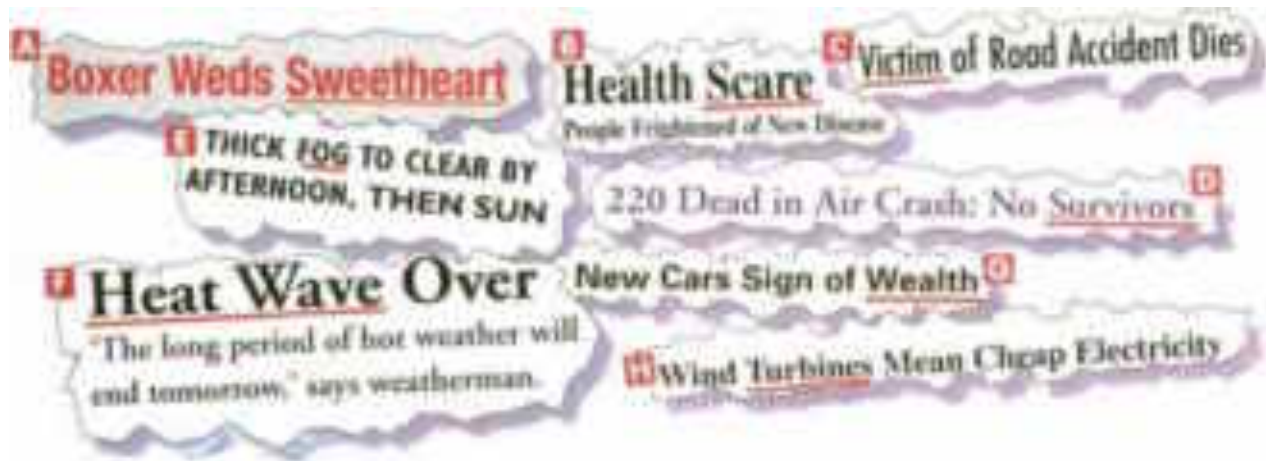 A Boxer Weds Sweetheart
B Health Scare
People Frightened of New Disease
C Victim of Road Accident Dies
E THICK FOG TO CLEAR BY
AFTERNOON, THEN SUN
220 Dead in Air Crash: No Survivors D
F Heat Wave Over
"The long period of hot weather will
end tomorrow," says weatherman.
New Cars Sign of Wealth G
H Wind Turbines Mean Cheap Electricity